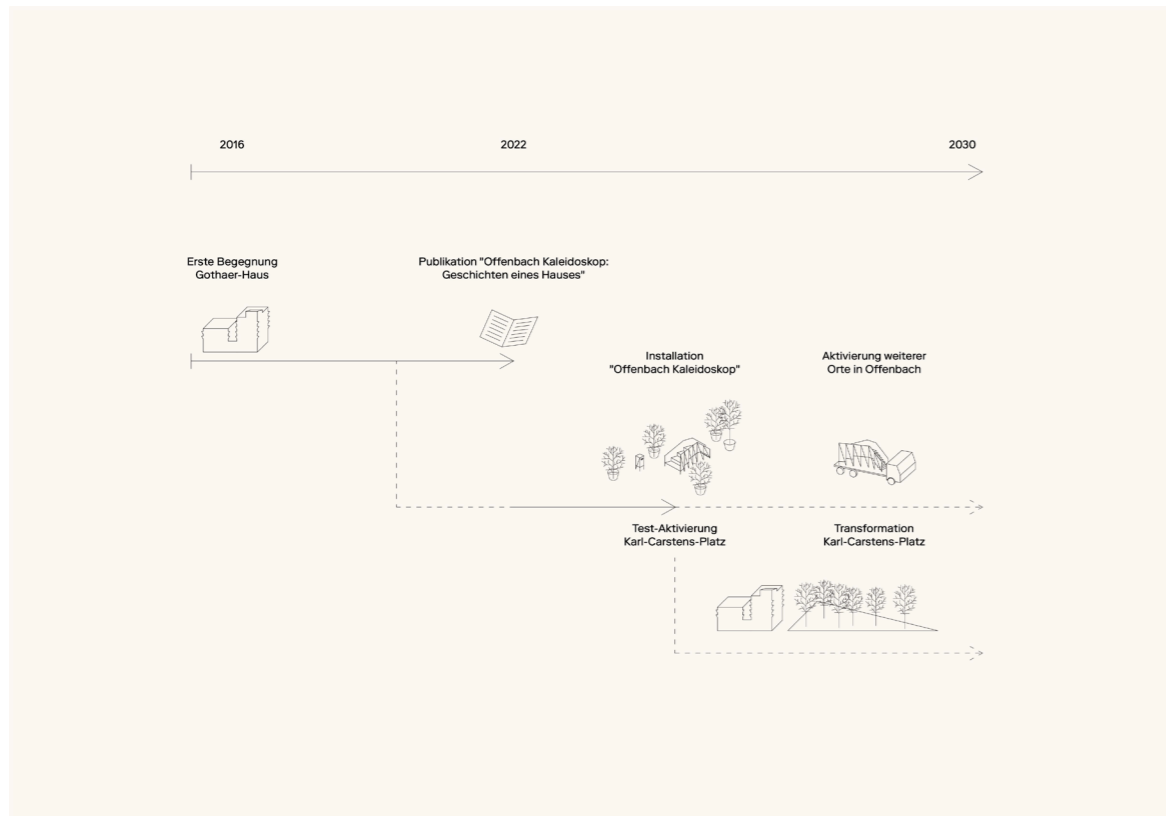 2016
2022
2030
Erste Begegnung
Gothaer-Haus
Publikation "Offenbach Kaleidoskop:
Geschichten eines Hauses"
Installation
"Offenbach Kaleidoskop"
Aktivierung weiterer
Orte in Offenbach
Test-Aktivierung
Karl-Carstens-Platz
Transformation
Karl-Carstens-Platz